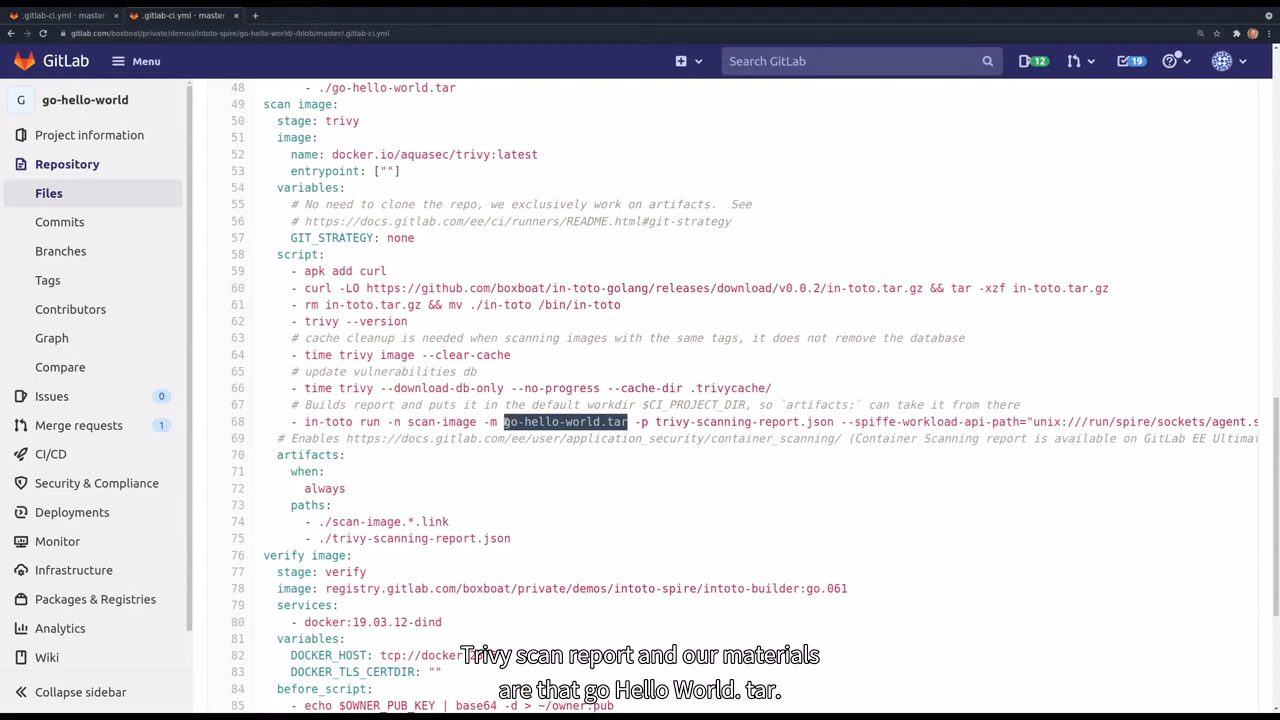 .gitlab-ci.yml · master
.gitlab-ci.yml · master
gitlab.com/boxboat/private/demos/intoto-spire/go-hello-world/-/blob/master/.gitlab-ci.yml
GitLab
Menu
Search GitLab
12
19
G
go-hello-world
Project information
Repository
Files
Commits
Branches
Tags
Contributors
Graph
Compare
Issues
0
Merge requests
1
CI/CD
Security & Compliance
Deployments
Monitor
Infrastructure
Packages & Registries
Analytics
Wiki
Collapse sidebar
48 - ./go-hello-world.tar
49 scan image:
50 stage: trivy
51 image:
52 name: docker.io/aquasec/trivy:latest
53 entrypoint: [""]
54 variables:
55 # No need to clone the repo, we exclusively work on artifacts. See
56 # https://docs.gitlab.com/ee/ci/runners/README.html#git-strategy
57 GIT_STRATEGY: none
58 script:
59 - apk add curl
60 - curl -LO https://github.com/boxboat/in-toto-golang/releases/download/v0.0.2/in-toto.tar.gz && tar -xzf in-toto.tar.gz
61 - rm in-toto.tar.gz && mv ./in-toto /bin/in-toto
62 - trivy --version
63 # cache cleanup is needed when scanning images with the same tags, it does not remove the database
64 - time trivy image --clear-cache
65 # update vulnerabilities db
66 - time trivy --download-db-only --no-progress --cache-dir .trivycache/
67 # Builds report and puts it in the default workdir $CI_PROJECT_DIR, so `artifacts:` can take it from there
68 - in-toto run -n scan-image -m go-hello-world.tar -p trivy-scanning-report.json --spiffe-workload-api-path="unix:///run/spire/sockets/agent.s
69 # Enables https://docs.gitlab.com/ee/user/application_security/container_scanning/ (Container Scanning report is available on GitLab EE Ultimat
70 artifacts:
71 when:
72 always
73 paths:
74 - ./scan-image.*.link
75 - ./trivy-scanning-report.json
76 verify image:
77 stage: verify
78 image: registry.gitlab.com/boxboat/private/demos/intoto-spire/intoto-builder:go.061
79 services:
80 - docker:19.03.12-dind
81 variables:
82 DOCKER_HOST: tcp://docker
83 DOCKER_TLS_CERTDIR: ""
84 before_script:
85 - echo $OWNER_PUB_KEY | base64 -d > ~/owner.pub
Trivy scan report and our materials
are that go Hello World. tar.